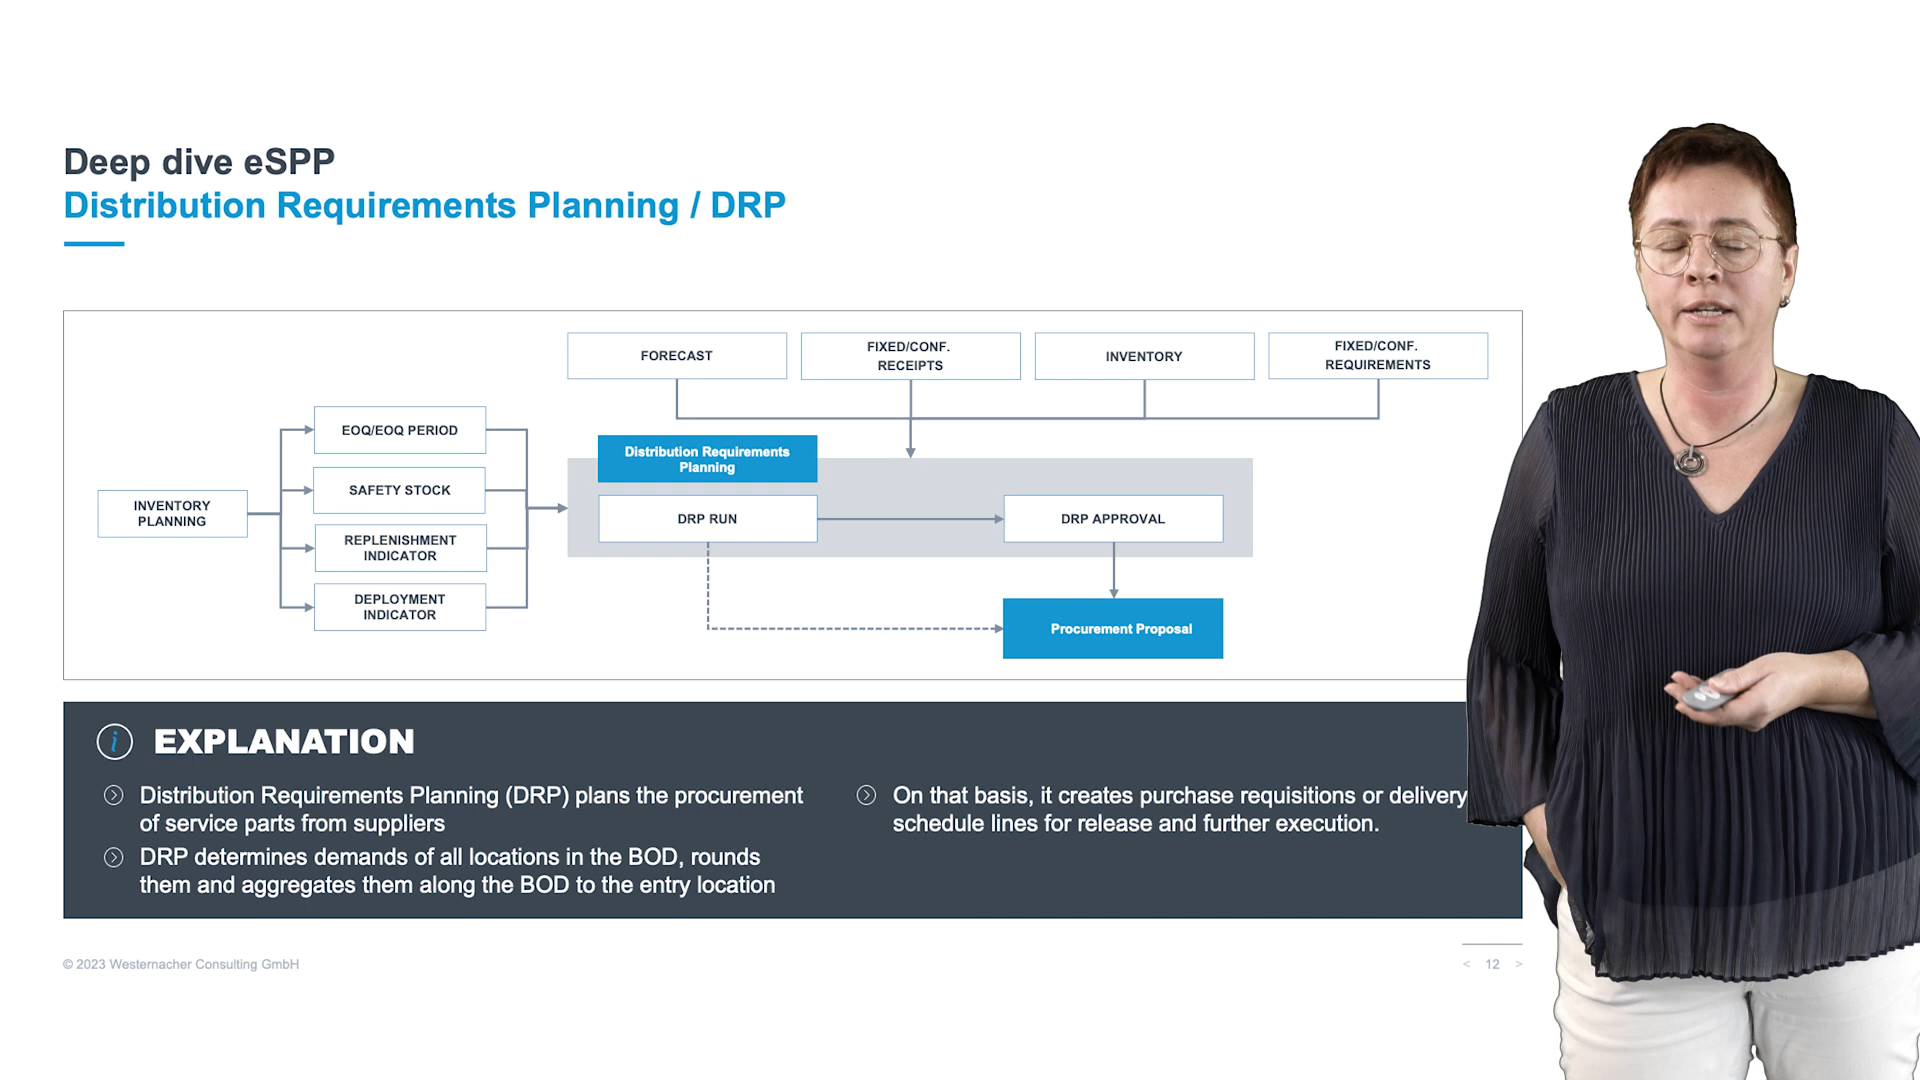 Deep dive eSPP
Distribution Requirements Planning / DRP
FORECAST
FIXED/CONF.
RECEIPTS
INVENTORY
FIXED/CONF.
REQUIREMENTS
INVENTORY
PLANNING
EOQ/EOQ PERIOD
SAFETY STOCK
REPLENISHMENT
INDICATOR
DEPLOYMENT
INDICATOR
Distribution Requirements
Planning
DRP RUN
DRP APPROVAL
Procurement Proposal
i EXPLANATION
Distribution Requirements Planning (DRP) plans the procurement
of service parts from suppliers
DRP determines demands of all locations in the BOD, rounds
them and aggregates them along the BOD to the entry location
On that basis, it creates purchase requisitions or delivery
schedule lines for release and further execution.
© 2023 Westernacher Consulting GmbH
< 12 >